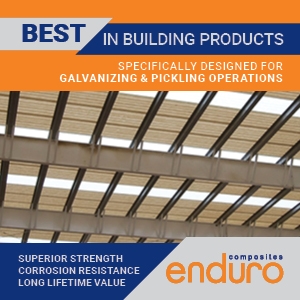 BEST IN BUILDING PRODUCTS
SPECIFICALLY DESIGNED FOR
GALVANIZING & PICKLING OPERATIONS
SUPERIOR STRENGTH
CORROSION RESISTANCE
LONG LIFETIME VALUE
composites
enduro